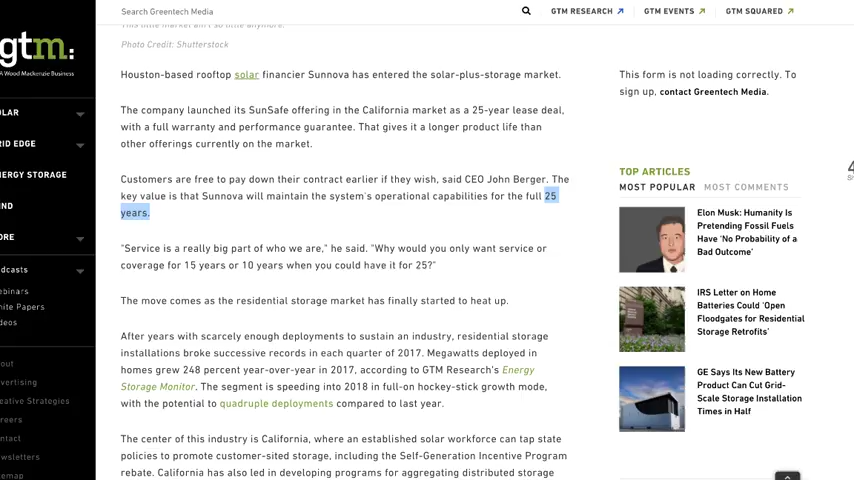 Search Greentech Media
GTM RESEARCH
GTM EVENTS
GTM SQUARED
gtm:
A Wood Mackenzie Business
OLAR
RID EDGE
NERGY STORAGE
ND
ORE
dcasts
ebinars
hite Papers
deos
out
vertising
eative Strategies
reers
ntact
wsletters
temap
This little market ain't so little anymore.
Photo Credit: Shutterstock
Houston-based rooftop solar financier Sunnova has entered the solar-plus-storage market.
The company launched its SunSafe offering in the California market as a 25-year lease deal,
with a full warranty and performance guarantee. That gives it a longer product life than
other offerings currently on the market.
Customers are free to pay down their contract earlier if they wish, said CEO John Berger. The
key value is that Sunnova will maintain the system's operational capabilities for the full 25
years.
"Service is a really big part of who we are," he said. "Why would you only want service or
coverage for 15 years or 10 years when you could have it for 25?"
The move comes as the residential storage market has finally started to heat up.
After years with scarcely enough deployments to sustain an industry, residential storage
installations broke successive records in each quarter of 2017. Megawatts deployed in
homes grew 248 percent year-over-year in 2017, according to GTM Research's Energy
Storage Monitor. The segment is speeding into 2018 in full-on hockey-stick growth mode,
with the potential to quadruple deployments compared to last year.
The center of this industry is California, where an established solar workforce can tap state
policies to promote customer-sited storage, including the Self-Generation Incentive Program
rebate. California has also led in developing programs for aggregating distributed storage
This form is not loading correctly. To
sign up, contact Greentech Media.
TOP ARTICLES
MOST POPULAR MOST COMMENTS
Elon Musk: Humanity Is
Pretending Fossil Fuels
Have 'No Probability of a
Bad Outcome'
IRS Letter on Home
Batteries Could 'Open
Floodgates for Residential
Storage Retrofits'
GE Says Its New Battery
Product Can Cut Grid-
Scale Storage Installation
Times in Half